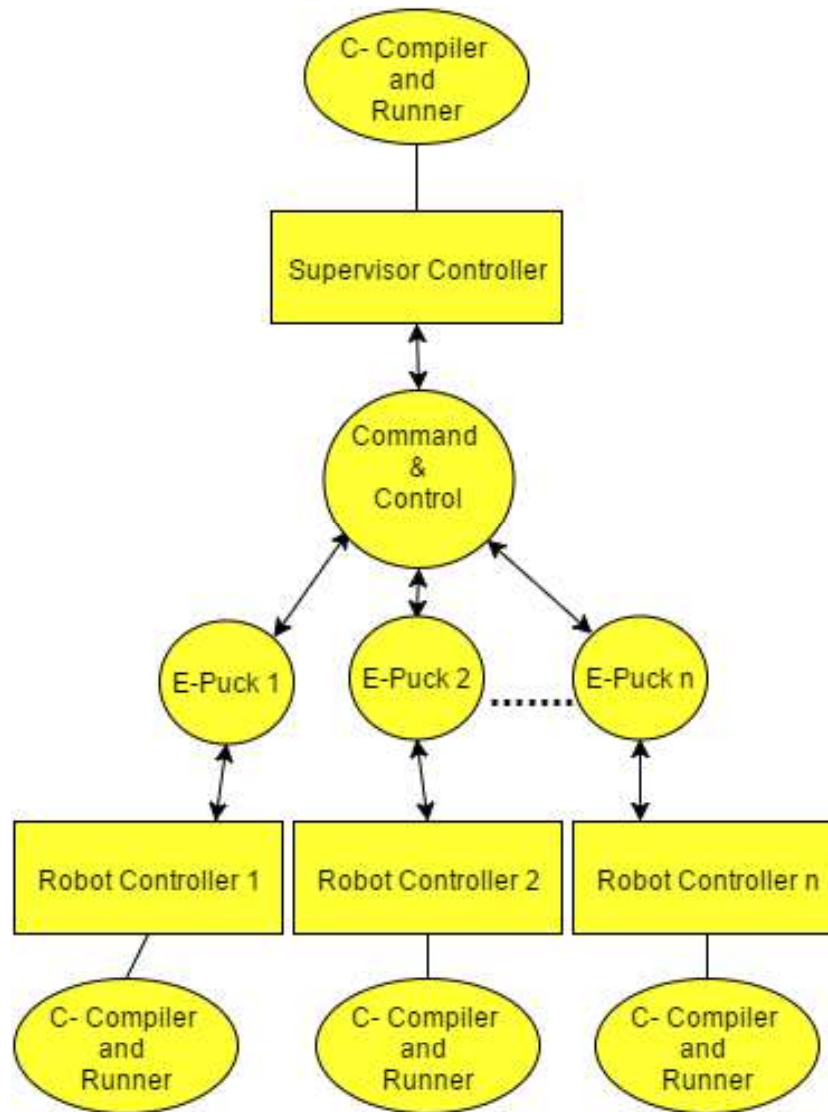 C- Compiler
and
Runner
Supervisor Controller
Command
&
Control
E-Puck 1
E-Puck 2
E-Puck n
Robot Controller 1
Robot Controller 2
Robot Controller n
C- Compiler
and
Runner
C- Compiler
and
Runner
C- Compiler
and
Runner